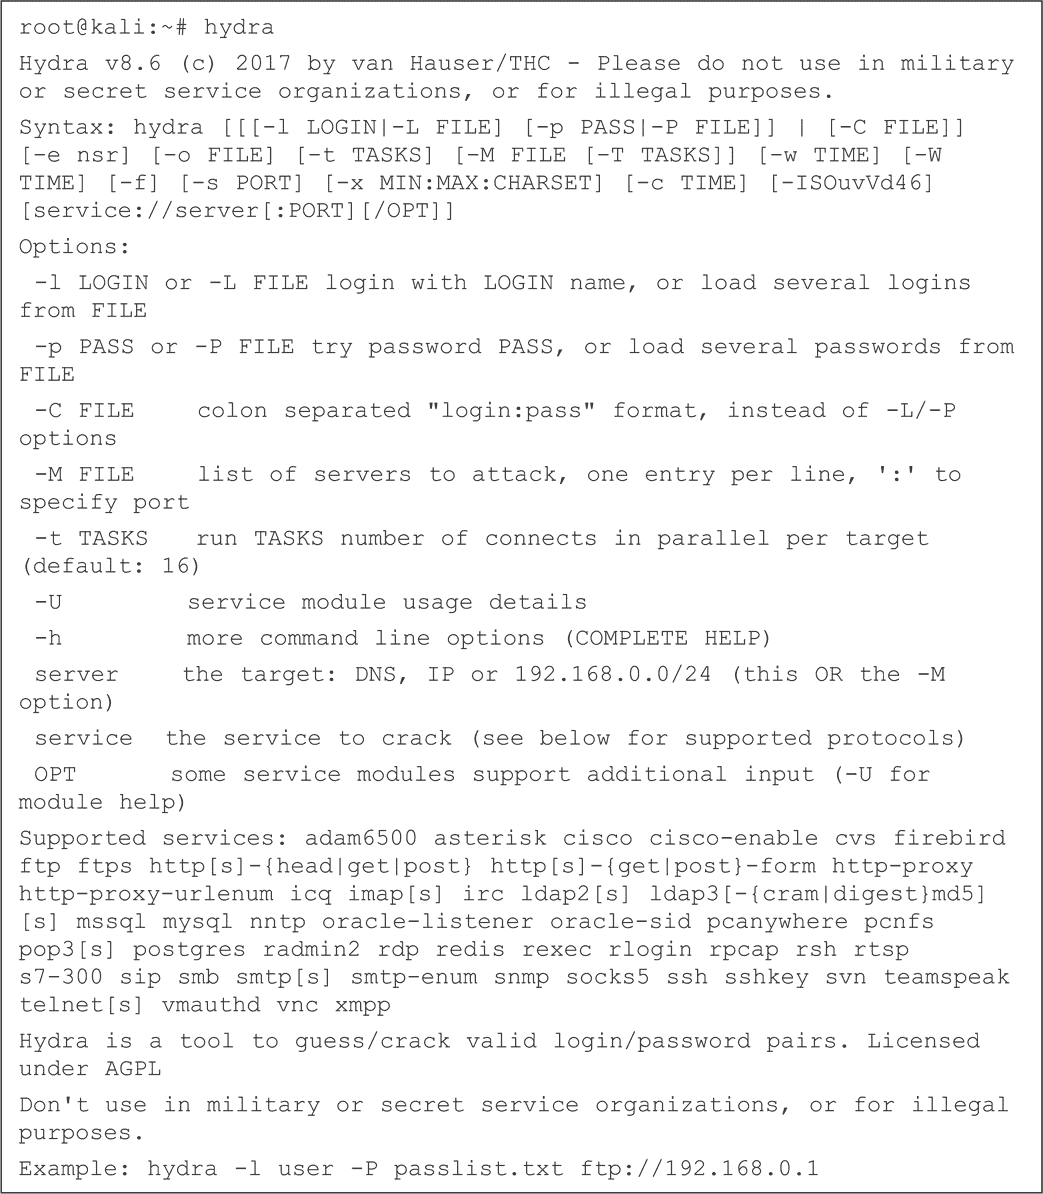 root@kali:~# hydra
Hydra v8.6 (c) 2017 by van Hauser/THC - Please do not use in military
or secret service organizations, or for illegal purposes.
Syntax: hydra [[[-l LOGIN|-L FILE] [-p PASS|-P FILE]] | [-C FILE]]
[-e nsr] [-o FILE] [-t TASKS] [-M FILE [-T TASKS]] [-w TIME] [-W
TIME] [-f] [-s PORT] [-x MIN:MAX:CHARSET] [-c TIME] [-ISOuvVd46]
[service://server[:PORT][/OPT]]
Options:
-l LOGIN or -L FILE login with LOGIN name, or load several logins
from FILE
-p PASS or -P FILE try password PASS, or load several passwords from
FILE
-C FILE    colon separated "login:pass" format, instead of -L/-P
options
-M FILE    list of servers to attack, one entry per line, ':' to
specify port
-t TASKS   run TASKS number of connects in parallel per target
(default: 16)
-U         service module usage details
-h         more command line options (COMPLETE HELP)
server    the target: DNS, IP or 192.168.0.0/24 (this OR the -M
option)
service  the service to crack (see below for supported protocols)
OPT      some service modules support additional input (-U for
module help)
Supported services: adam6500 asterisk cisco cisco-enable cvs firebird
ftp ftps http[s]-{head|get|post} http[s]-{get|post}-form http-proxy
http-proxy-urlenum icq imap[s] irc ldap2[s] ldap3[-{cram|digest}md5]
[s] mssql mysql nntp oracle-listener oracle-sid pcanywhere pcnfs
pop3[s] postgres radmin2 rdp redis rexec rlogin rpcap rsh rtsp
s7-300 sip smb smtp[s] smtp-enum snmp socks5 ssh sshkey svn teamspeak
telnet[s] vmauthd vnc xmpp
Hydra is a tool to guess/crack valid login/password pairs. Licensed
under AGPL
Don't use in military or secret service organizations, or for illegal
purposes.
Example: hydra -l user -P passlist.txt ftp://192.168.0.1